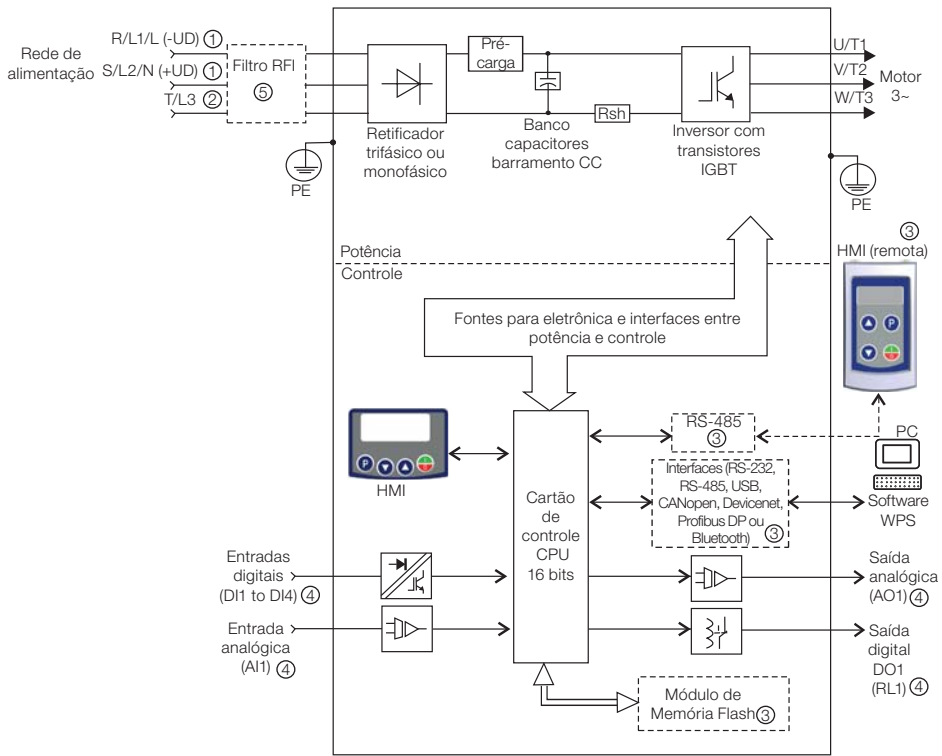 Rede de
alimentação
R/L1/L (-UD) ①
S/L2/N (+UD) ①
T/L3 ②
Filtro RFI
⑤
PE
Retificador
trifásico ou
monofásico
Pré-
carga
Banco
capacitores
barramento CC
Rsh
Inversor com
transistores
IGBT
U/T1
V/T2
W/T3
Motor
3~
PE
Potência
Controle
Fontes para eletrônica e interfaces entre
potência e controle
③
HMI (remota)
P
HMI
P
Cartão
de
controle
CPU
16 bits
RS-485
③
Interfaces (RS-232,
RS-485, USB,
CANopen, Devicenet,
Profibus DP ou
Bluetooth) ③
PC
Software
WPS
Entradas
digitais
(DI1 to DI4) ④
Entrada
analógica
(AI1) ④
Saída
analógica
(AO1) ④
Saída
digital
DO1
(RL1) ④
Módulo de
Memória Flash ③